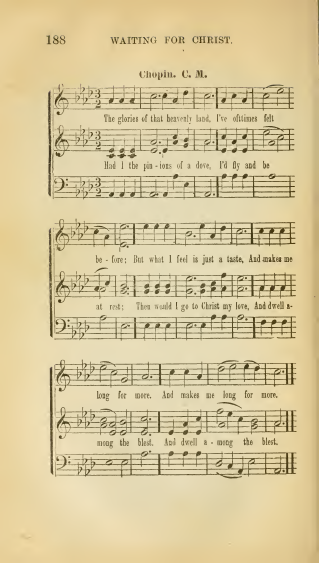 188 WAITING FOR CHRIST.
Chopin. C. M.
The glories of that heavenly land, I've ofttimes felt
Had I the pin - ions of a dove, I'd fly and be
be - fore; But what I feel is just a taste, And makes me
at rest; Then would I go to Christ my love, And dwell a-
long for more. And makes me long for more.
mong the blest. And dwell a - mong the blest.